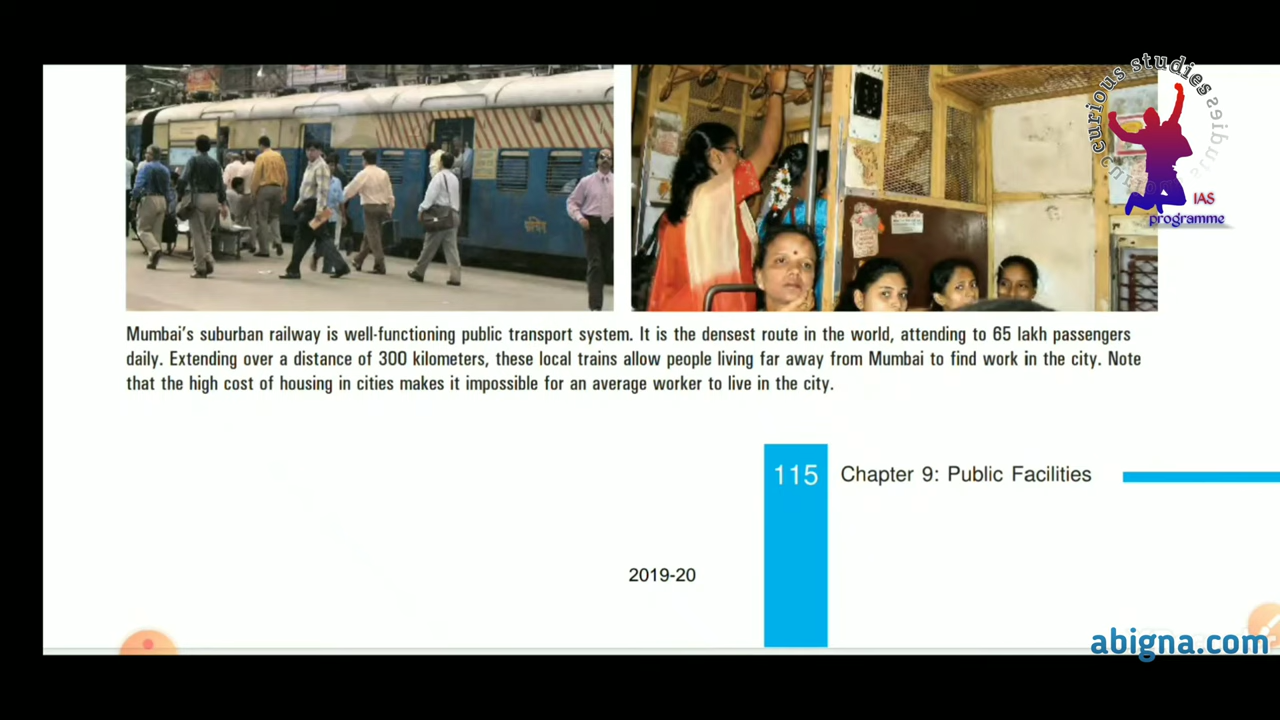 curious studies
IAS
programme
Mumbai's suburban railway is well-functioning public transport system. It is the densest route in the world, attending to 65 lakh passengers
daily. Extending over a distance of 300 kilometers, these local trains allow people living far away from Mumbai to find work in the city. Note
that the high cost of housing in cities makes it impossible for an average worker to live in the city.
115
Chapter 9: Public Facilities
2019-20
abigna.com